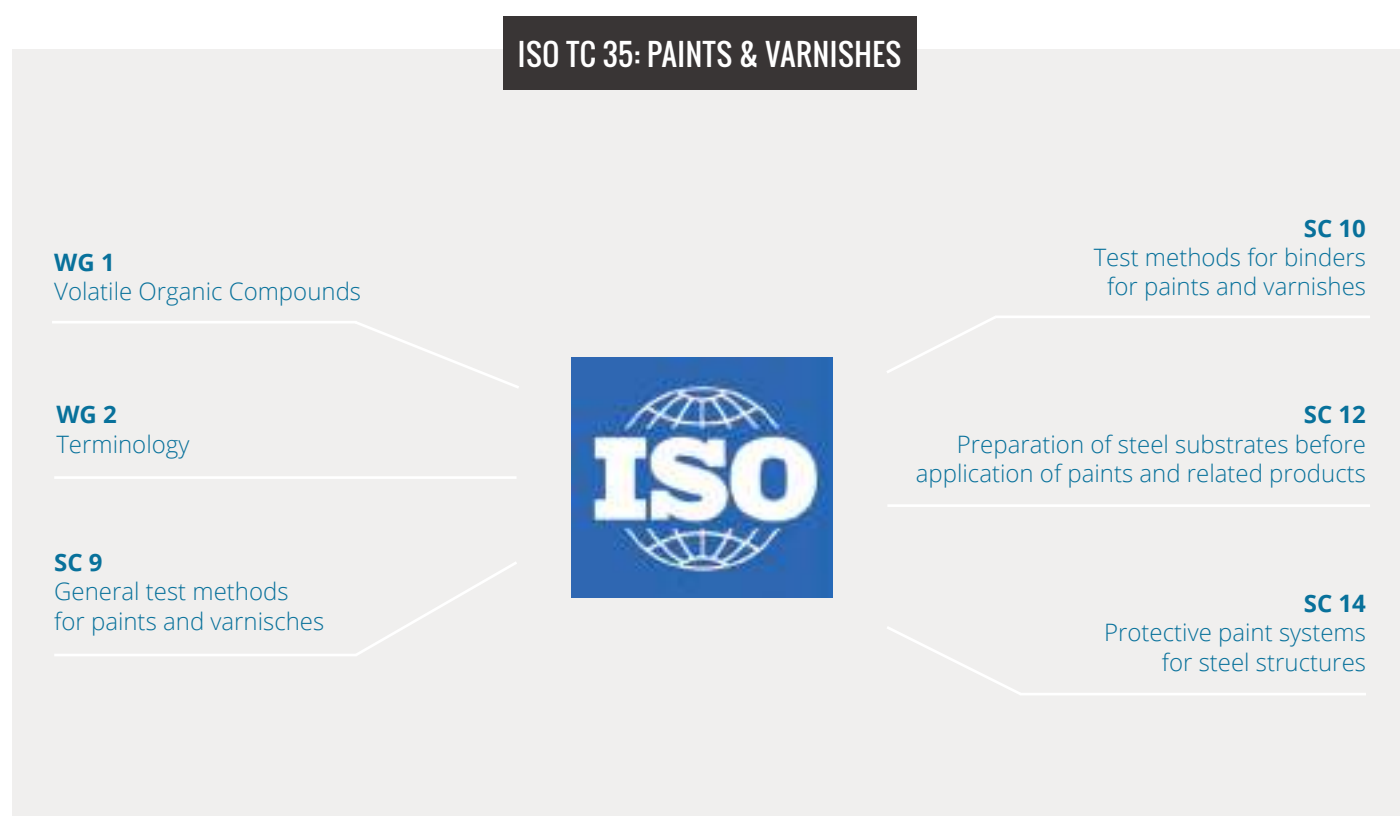 ISO TC 35: PAINTS & VARNISHES
WG 1
Volatile Organic Compounds
WG 2
Terminology
SC 9
General test methods
for paints and varnisches
ISO
SC 10
Test methods for binders
for paints and varnishes
SC 12
Preparation of steel substrates before
application of paints and related products
SC 14
Protective paint systems
for steel structures